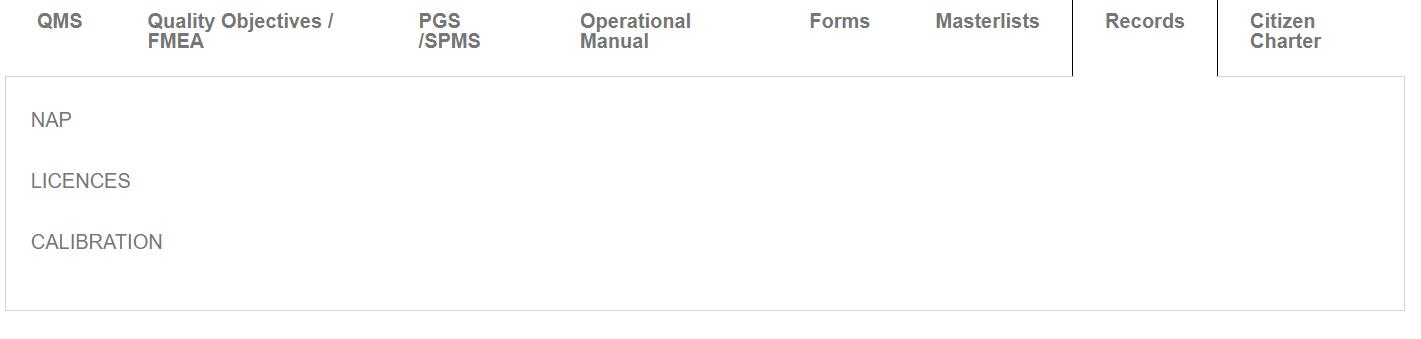 QMS
Quality Objectives /
FMEA
PGS
/SPMS
Operational
Manual
Forms
Masterlists
Records
Citizen
Charter
NAP
LICENCES
CALIBRATION